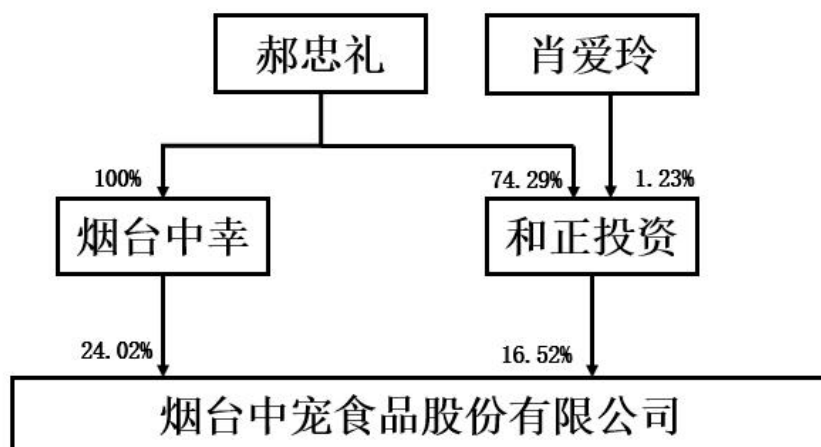 郝忠礼
肖爱玲
100%
74.29%
1.23%
烟台中幸
和正投资
24.02%
16.52%
烟台中宠食品股份有限公司